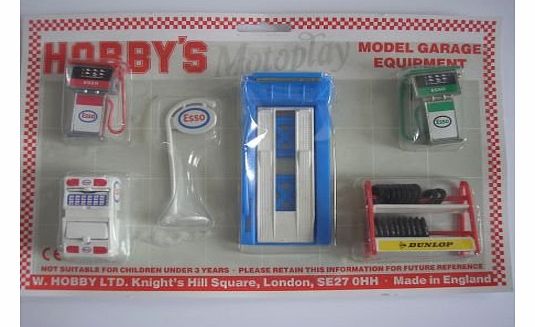 HOBBY'S Motoplay MODEL GARAGE
EQUIPMENT
ESSO
Esso
Esso
Esso
DUNLOP
CE
NOT SUITABLE FOR CHILDREN UNDER 3 YEARS · PLEASE RETAIN THIS INFORMATION FOR FUTURE REFERENCE
W. HOBBY LTD. Knight's Hill Square, London, SE27 0HH · Made in England